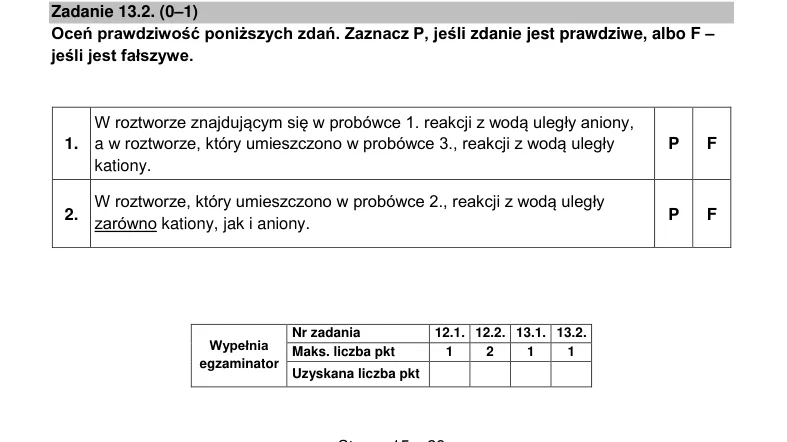 Zadanie 13.2. (0–1)
Oceń prawdziwość poniższych zdań. Zaznacz P, jeśli zdanie jest prawdziwe, albo F –
jeśli jest fałszywe.
1.
W roztworze znajdującym się w probówce 1. reakcji z wodą uległy aniony,
a w roztworze, który umieszczono w probówce 3., reakcji z wodą uległy
kationy.
P F
2.
W roztworze, który umieszczono w probówce 2., reakcji z wodą uległy
zarówno kationy, jak i aniony.
P F
Wypełnia
egzaminator
Nr zadania 12.1. 12.2. 13.1. 13.2.
Maks. liczba pkt 1 2 1 1
Uzyskana liczba pkt